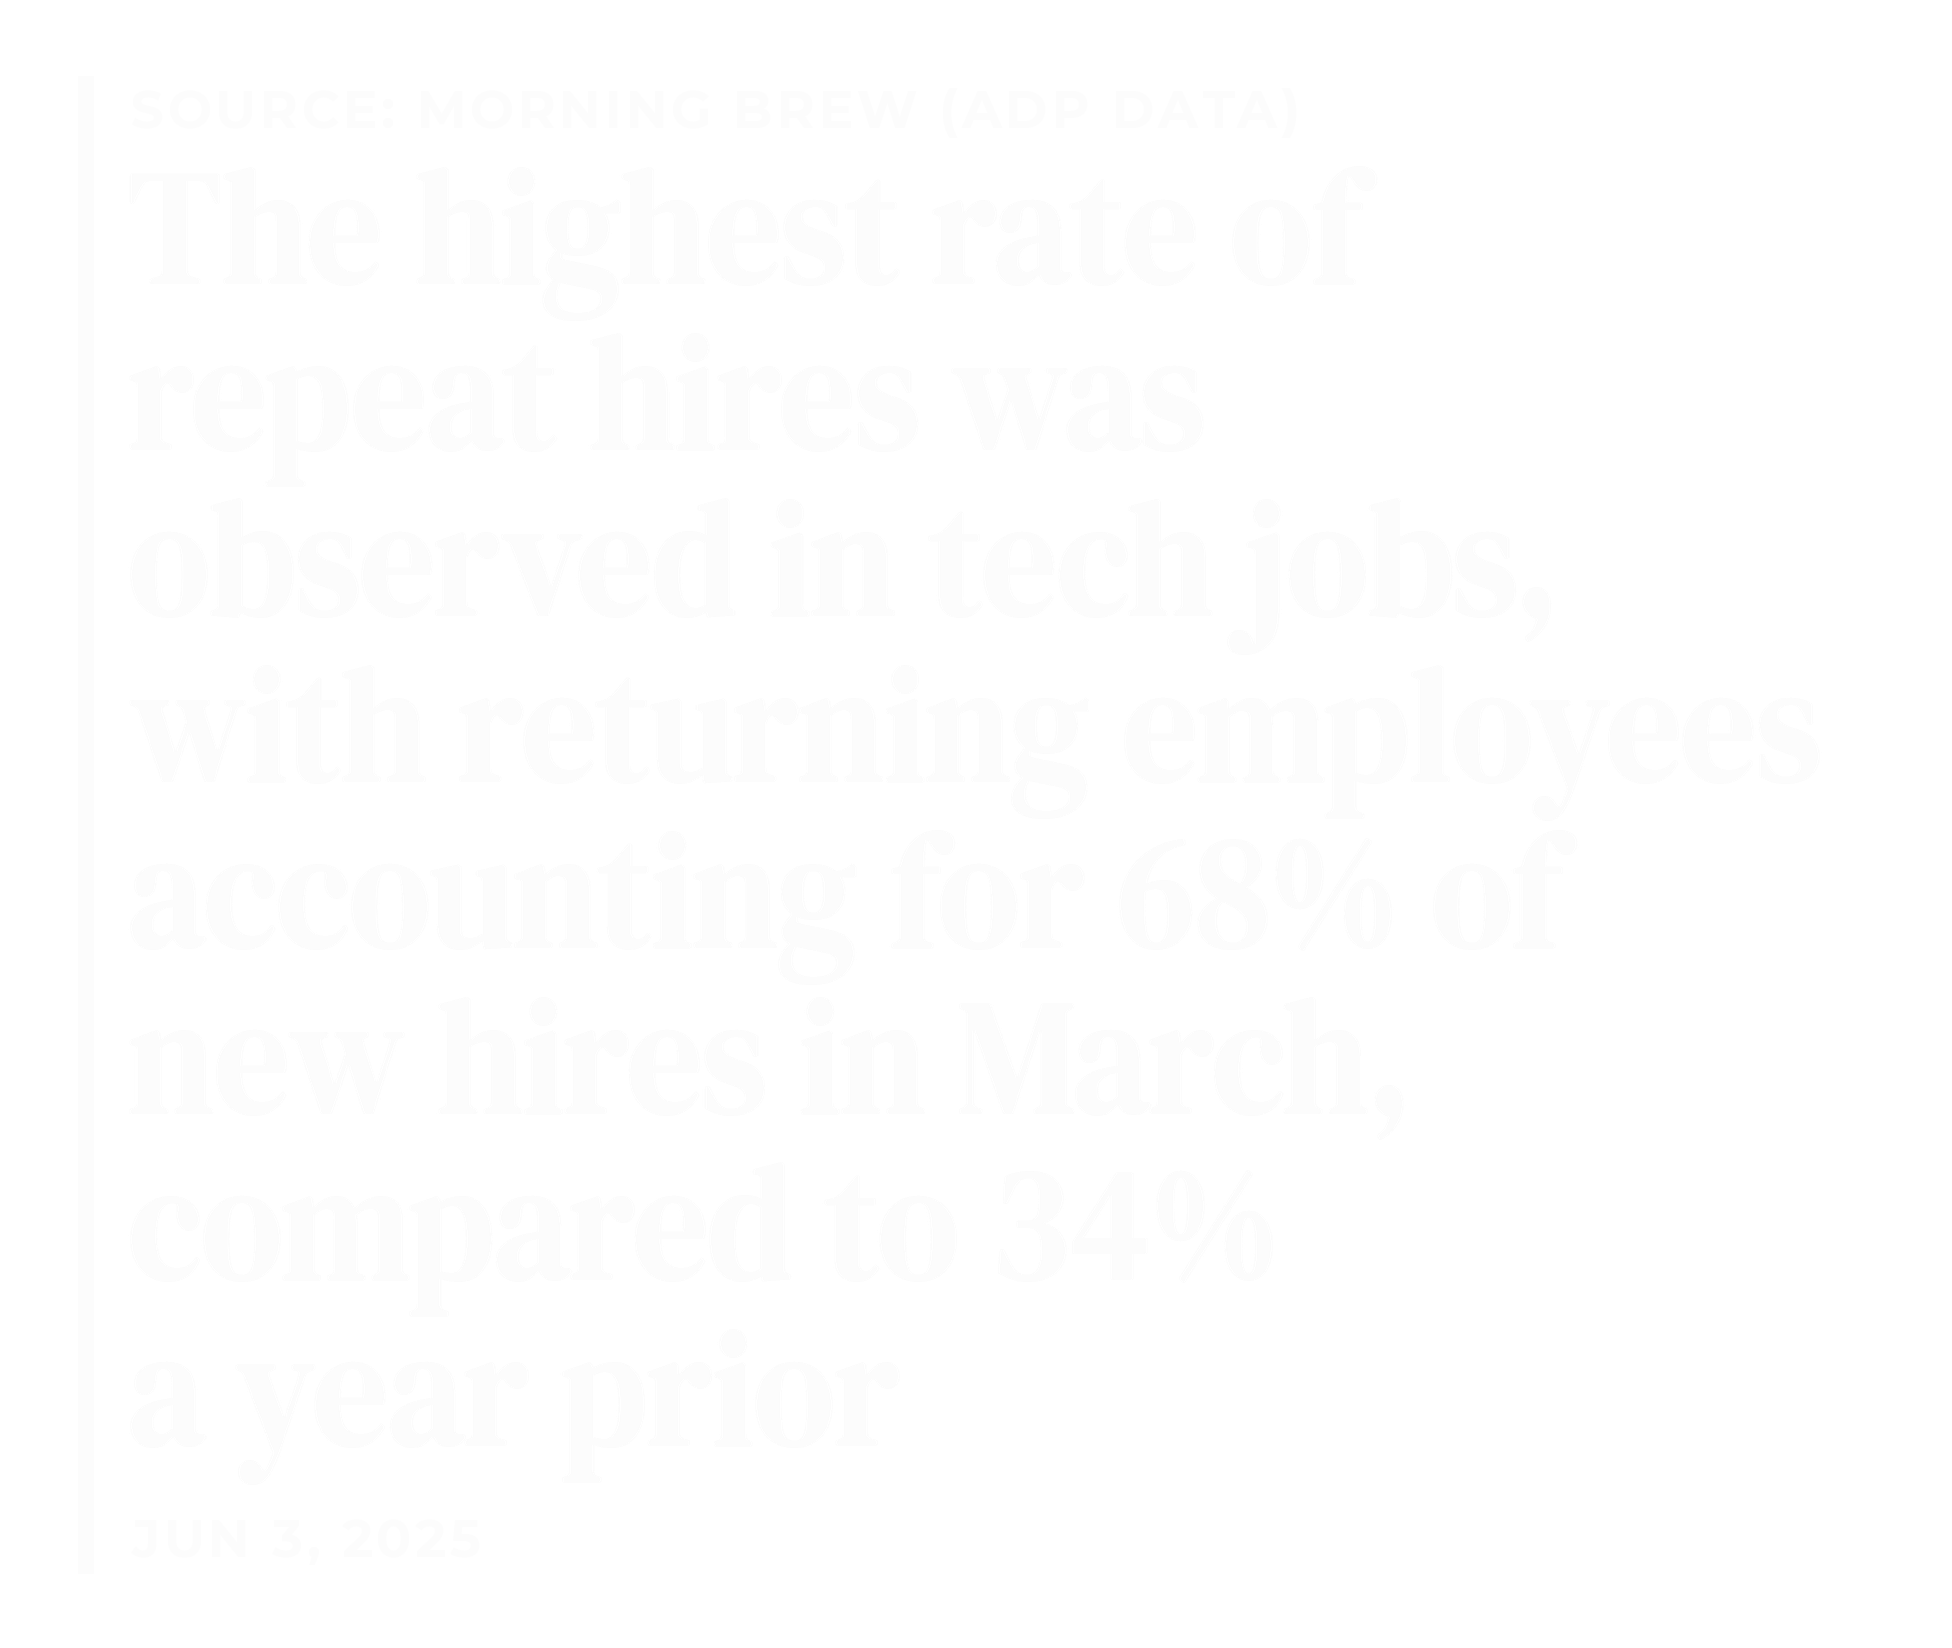 SOURCE: MORNING BREW (ADP DATA)
The highest rate of
repeat hires was
observed in tech jobs,
with returning employees
accounting for 68% of
new hires in March,
compared to 34%
a year prior
JUN 3, 2025